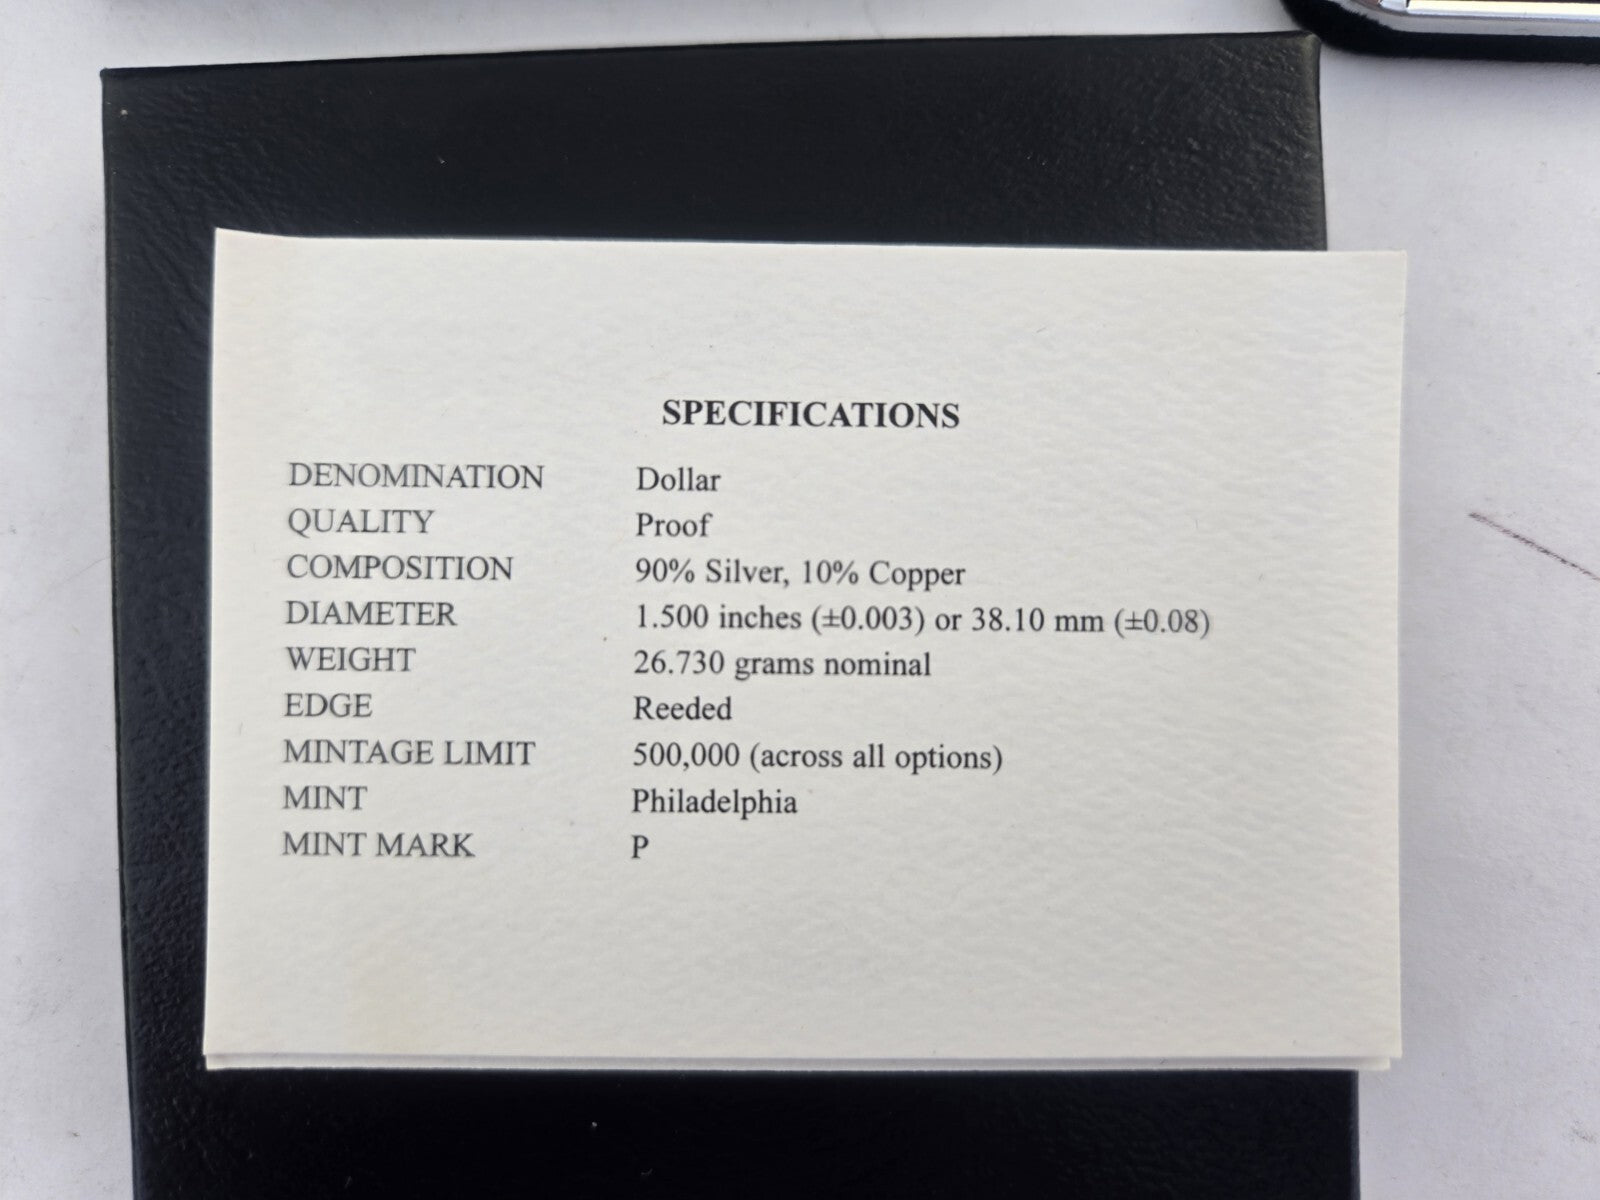 SPECIFICATIONS
DENOMINATION Dollar
QUALITY Proof
COMPOSITION 90% Silver, 10% Copper
DIAMETER 1.500 inches (±0.003) or 38.10 mm (±0.08)
WEIGHT 26.730 grams nominal
EDGE Reeded
MINTAGE LIMIT 500,000 (across all options)
MINT Philadelphia
MINT MARK P